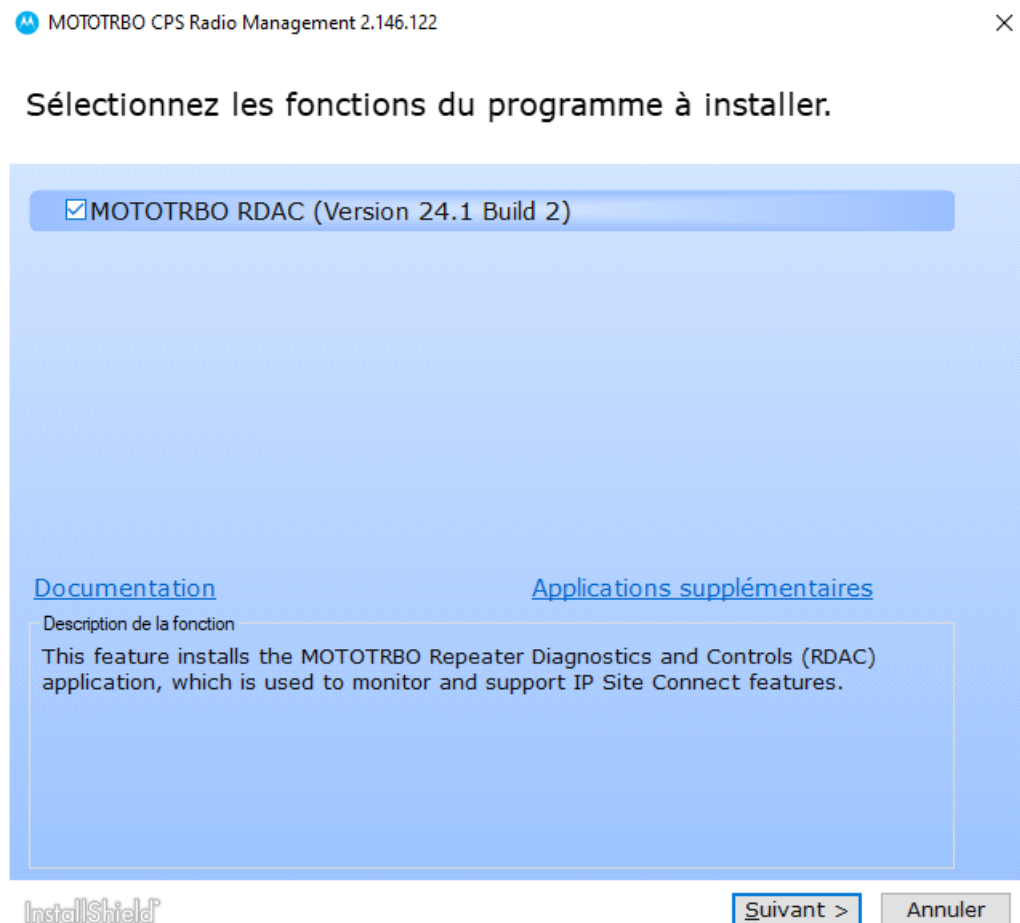 MOTOTRBO CPS Radio Management 2.146.122
Sélectionnez les fonctions du programme à installer.
MOTOTRBO RDAC (Version 24.1 Build 2)
Documentation
Applications supplémentaires
Description de la fonction
This feature installs the MOTOTRBO Repeater Diagnostics and Controls (RDAC)
application, which is used to monitor and support IP Site Connect features.
InstallShield
Suivant >
Annuler